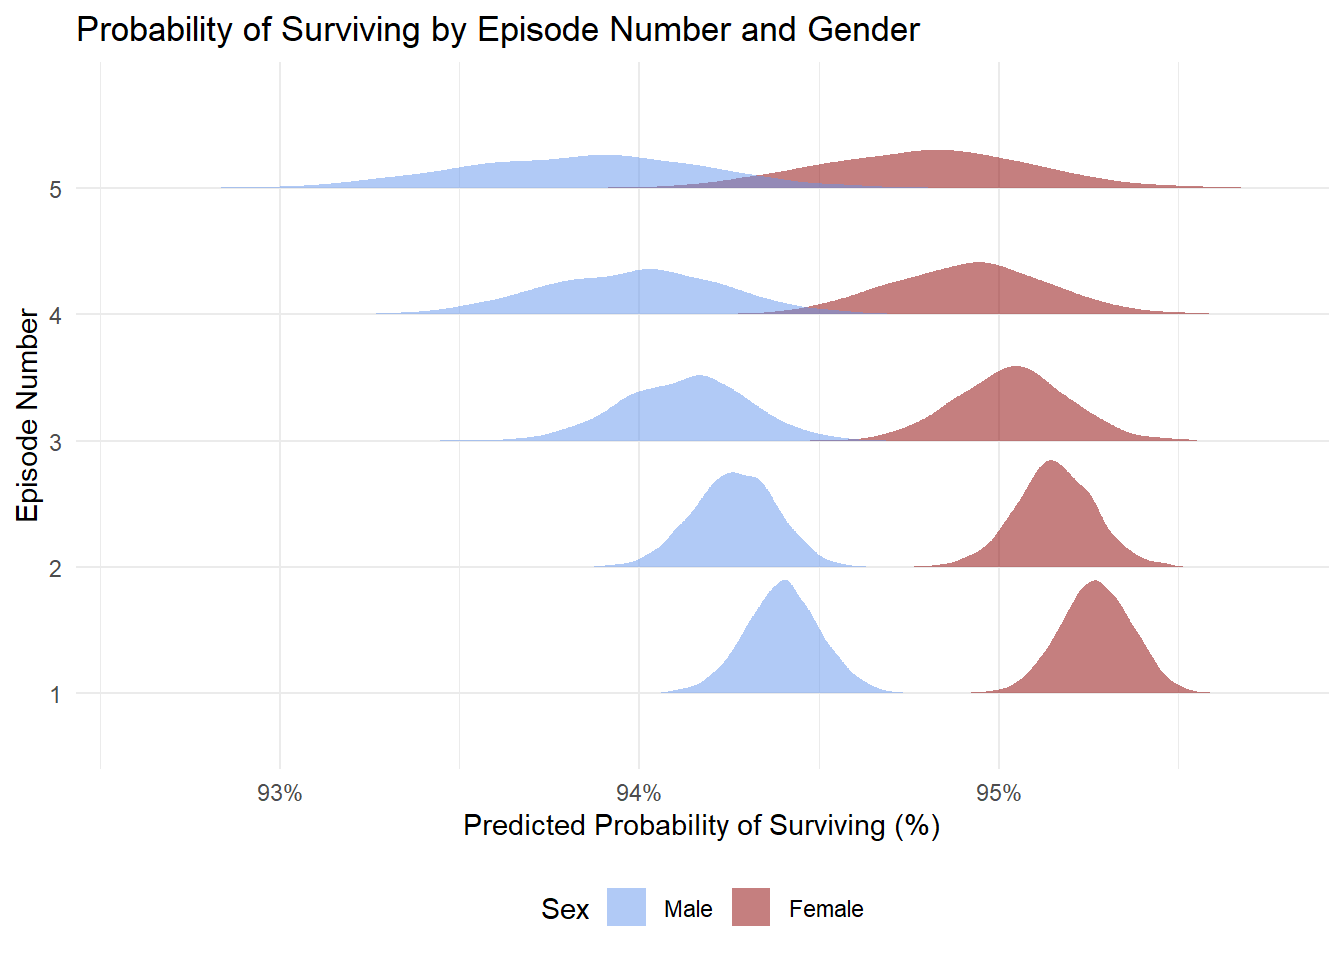 Probability of Surviving by Episode Number and Gender
Episode Number
5
4
3
2
1
93%
94%
95%
Predicted Probability of Surviving (%)
Sex
Male
Female